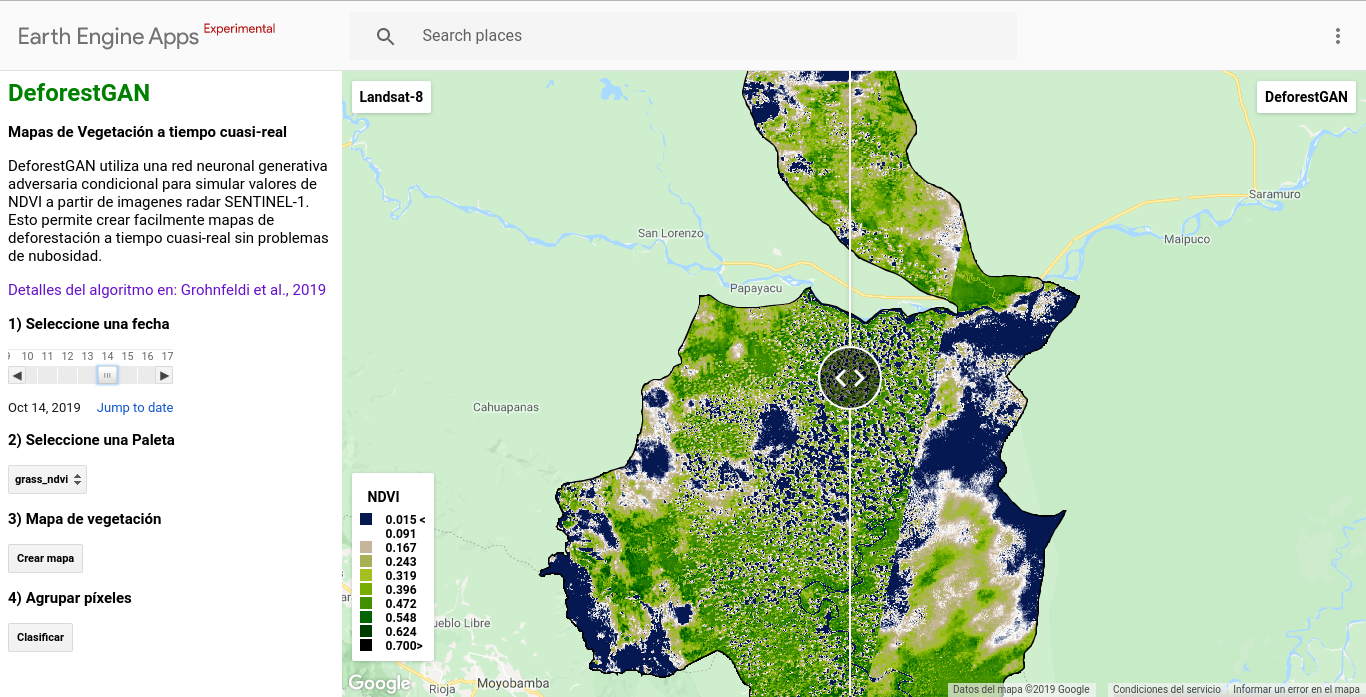 Earth Engine Apps Experimental
Search places
DeforestGAN
Mapas de Vegetación a tiempo cuasi-real
DeforestGAN utiliza una red neuronal generativa
adversaria condicional para simular valores de
NDVI a partir de imagenes radar SENTINEL-1.
Esto permite crear facilmente mapas de
deforestación a tiempo cuasi-real sin problemas
de nubosidad.
Detalles del algoritmo en: Grohnfeldi et al., 2019
1) Seleccione una fecha
10 11 12 13 14 15 16 17
Oct 14, 2019 Jump to date
2) Seleccione una Paleta
grass_ndvi
3) Mapa de vegetación
Crear mapa
4) Agrupar píxeles
Clasificar
Landsat-8
DeforestGAN
Saramuro
San Lorenzo
Maipuco
Papayacu
Cahuapanas
NDVI
0.015 <
0.091
0.167
0.243
0.319
0.396
0.472
0.548
0.624
0.700>
ueblo Libre
Moyobamba
Rioja
Google
Datos del mapa ©2019 Google
Condiciones del servicio
Informar un error en el mapa